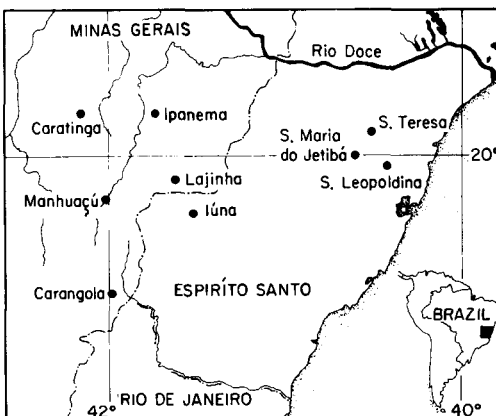 MINAS GERAIS
Rio Doce
Caratinga
Ipanema
S. Teresa
S. Maria
do Jetibá
20°
Lajinha
S. Leopoldina
Manhuaçú
Iúna
Carangola
ESPIRÍTO SANTO
BRAZIL
42°
RIO DE JANEIRO
40°